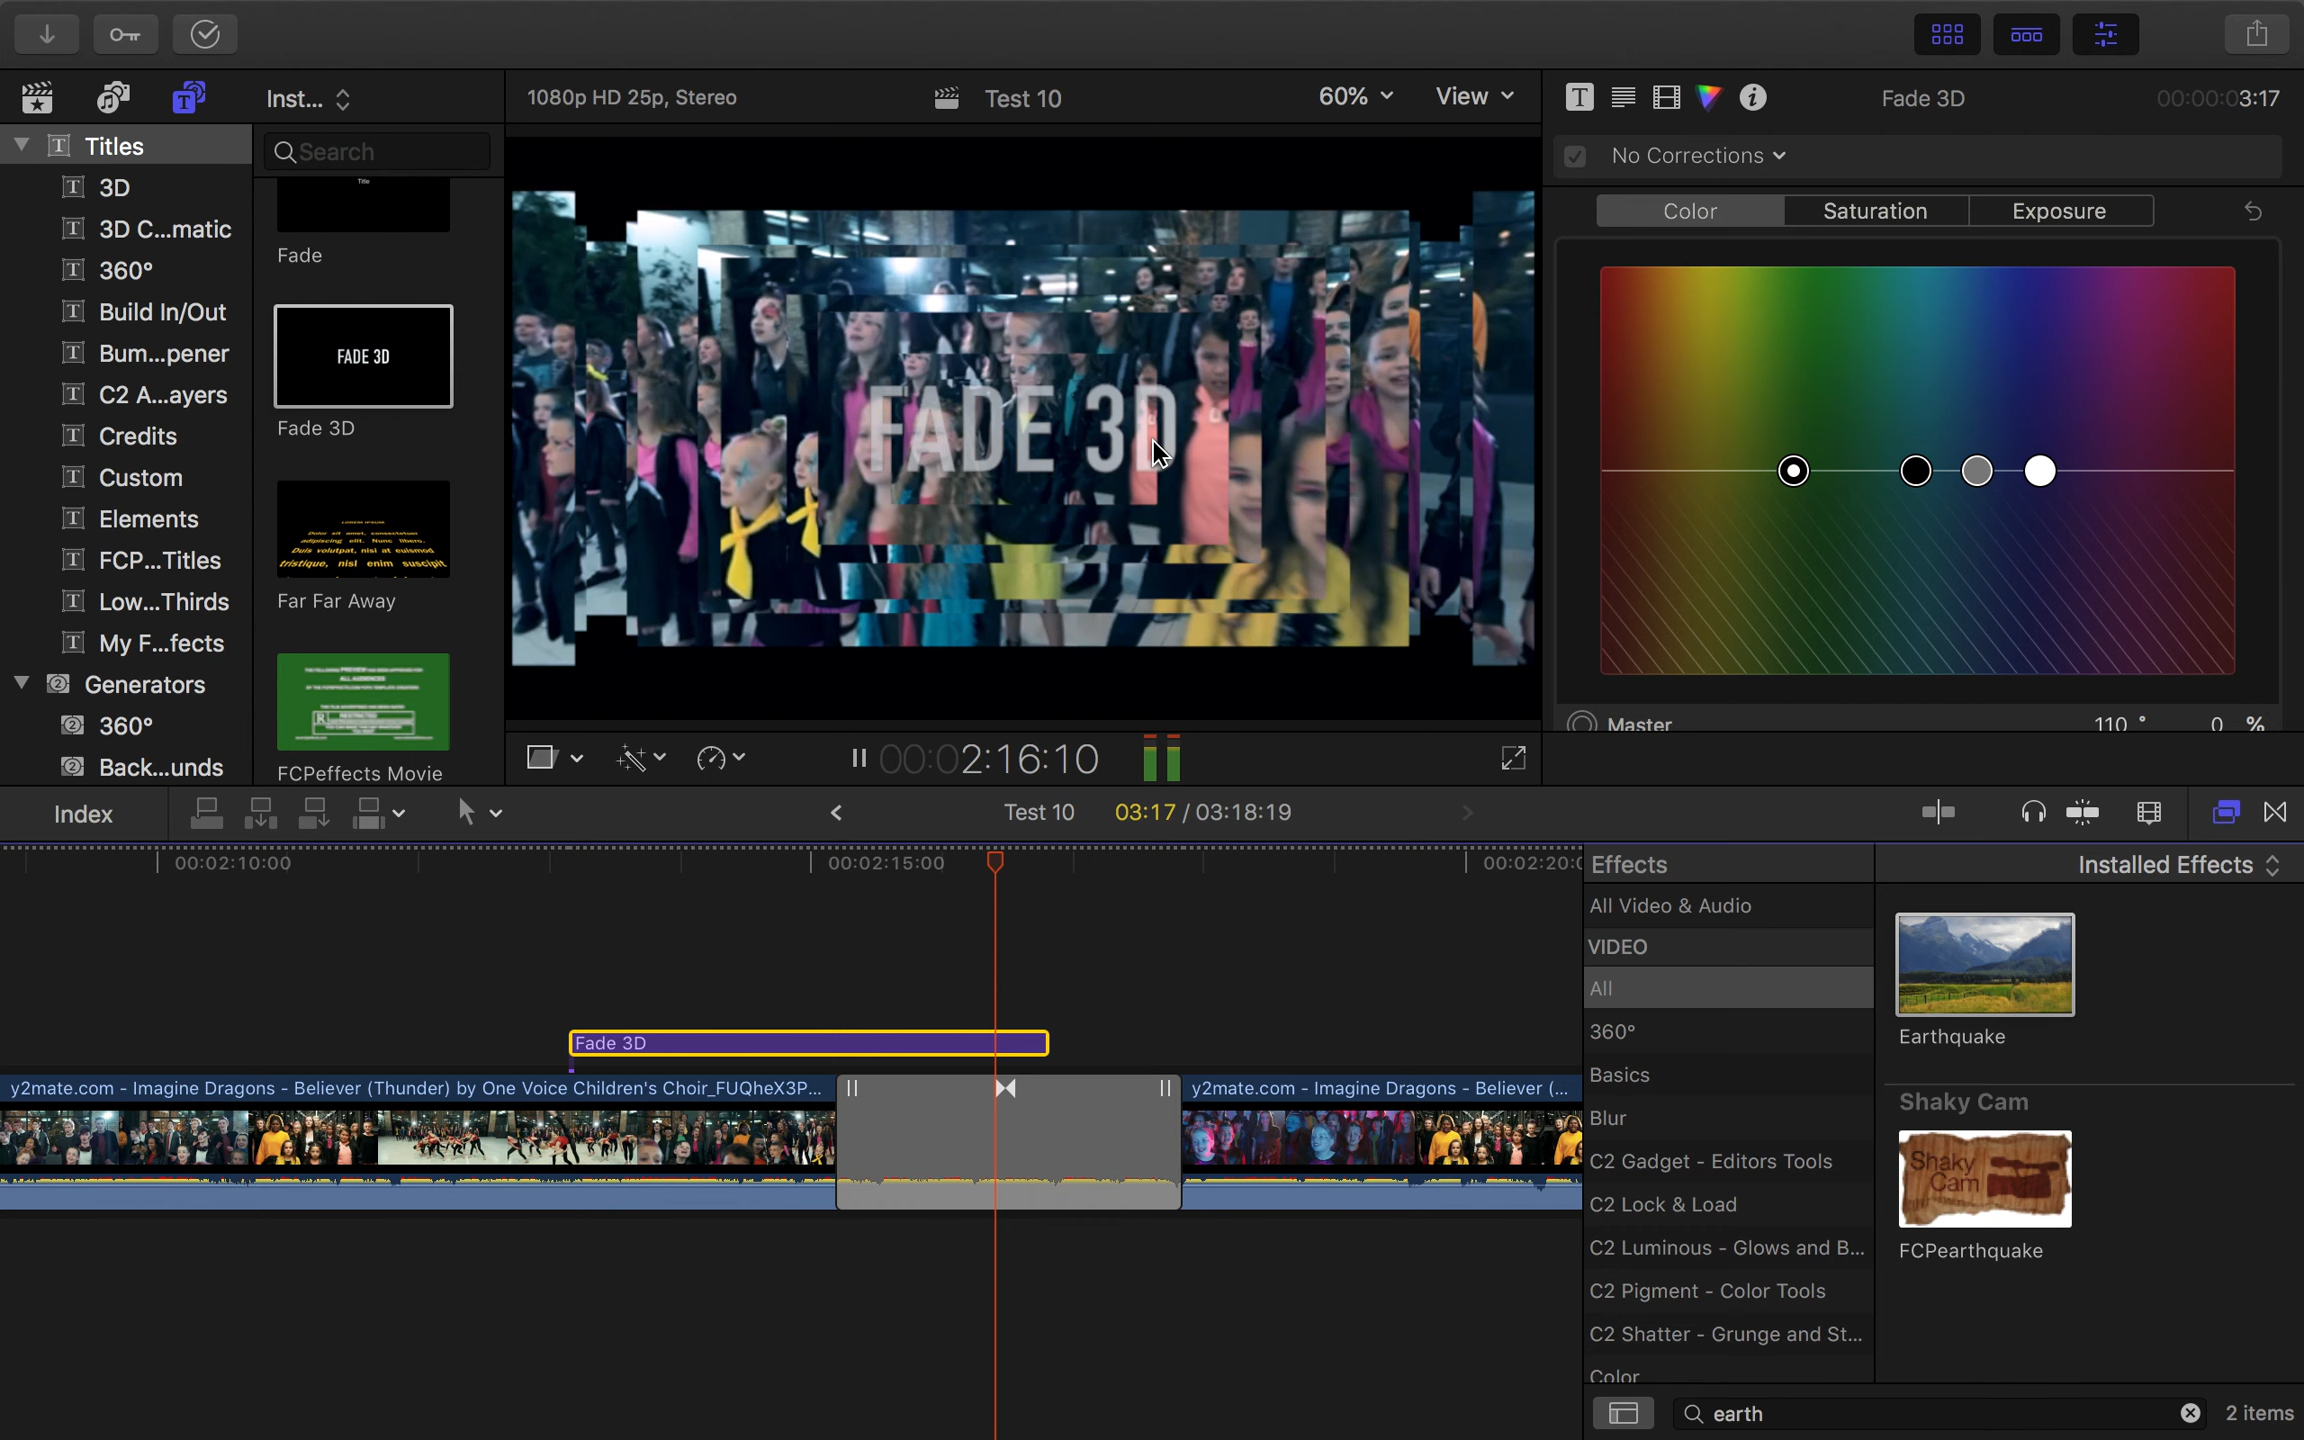 Inst...
1080p HD 25p, Stereo
Test 10
60%
View
Fade 3D
00:00:03:17
Titles
3D
3D C...matic
360°
Build In/Out
Bum...pener
C2 A...ayers
Credits
Custom
Elements
FCP...Titles
Low...Thirds
My F...fects
Generators
360°
Back...unds
Search
Title
Fade
FADE 3D
Fade 3D
Far Far Away
FCPeffects Movie
FADE 3D
No Corrections
Color
Saturation
Exposure
Master
110 °
0 %
00:02:16:10
Index
Test 10
03:17 / 03:18:19
00:02:10:00
00:02:15:00
00:02:20:0
Fade 3D
y2mate.com - Imagine Dragons - Believer (Thunder) by One Voice Children's Choir_FUQheX3P...
y2mate.com - Imagine Dragons - Believer (...
Effects
Installed Effects
All Video & Audio
VIDEO
All
360°
Basics
Blur
C2 Gadget - Editors Tools
C2 Lock & Load
C2 Luminous - Glows and B...
C2 Pigment - Color Tools
C2 Shatter - Grunge and St...
Color
Earthquake
Shaky Cam
Shaky
Cam
FCPearthquake
earth
2 items